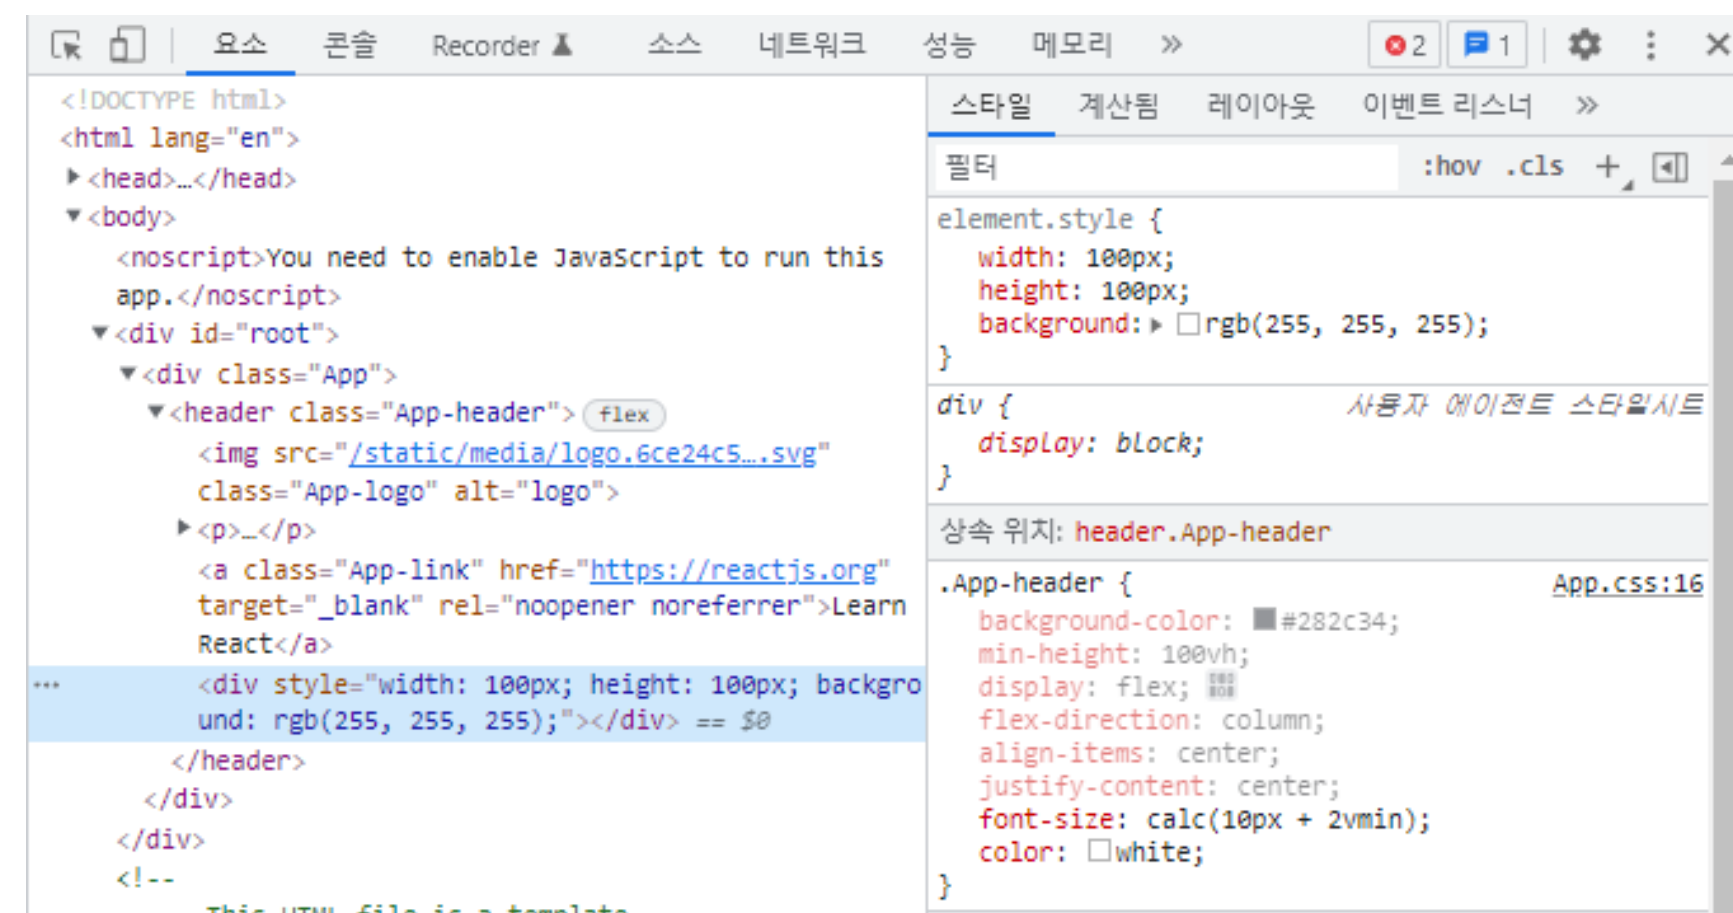 요소 콘솔 Recorder 소스 네트워크 성능 메모리 » 2 1
<!DOCTYPE html>
<html lang="en">
<head>…</head>
<body>
<noscript>You need to enable JavaScript to run this
app.</noscript>
<div id="root">
<div class="App">
<header class="App-header"> flex
<img src="/static/media/logo.6ce24c5….svg"
class="App-logo" alt="logo">
<p>…</p>
<a class="App-link" href="https://reactjs.org"
target="_blank" rel="noopener noreferrer">Learn
React</a>
… <div style="width: 100px; height: 100px; backgro
und: rgb(255, 255, 255);"></div> == $0
</header>
</div>
</div>
<!--
This HTML file is a template
스타일 계산됨 레이아웃 이벤트 리스너 »
필터 :hov .cls +
element.style {
width: 100px;
height: 100px;
background: rgb(255, 255, 255);
}
div { 사용자 에이전트 스타일시트
display: block;
}
상속 위치: header.App-header
.App-header { App.css:16
background-color: #282c34;
min-height: 100vh;
display: flex;
flex-direction: column;
align-items: center;
justify-content: center;
font-size: calc(10px + 2vmin);
color: white;
}